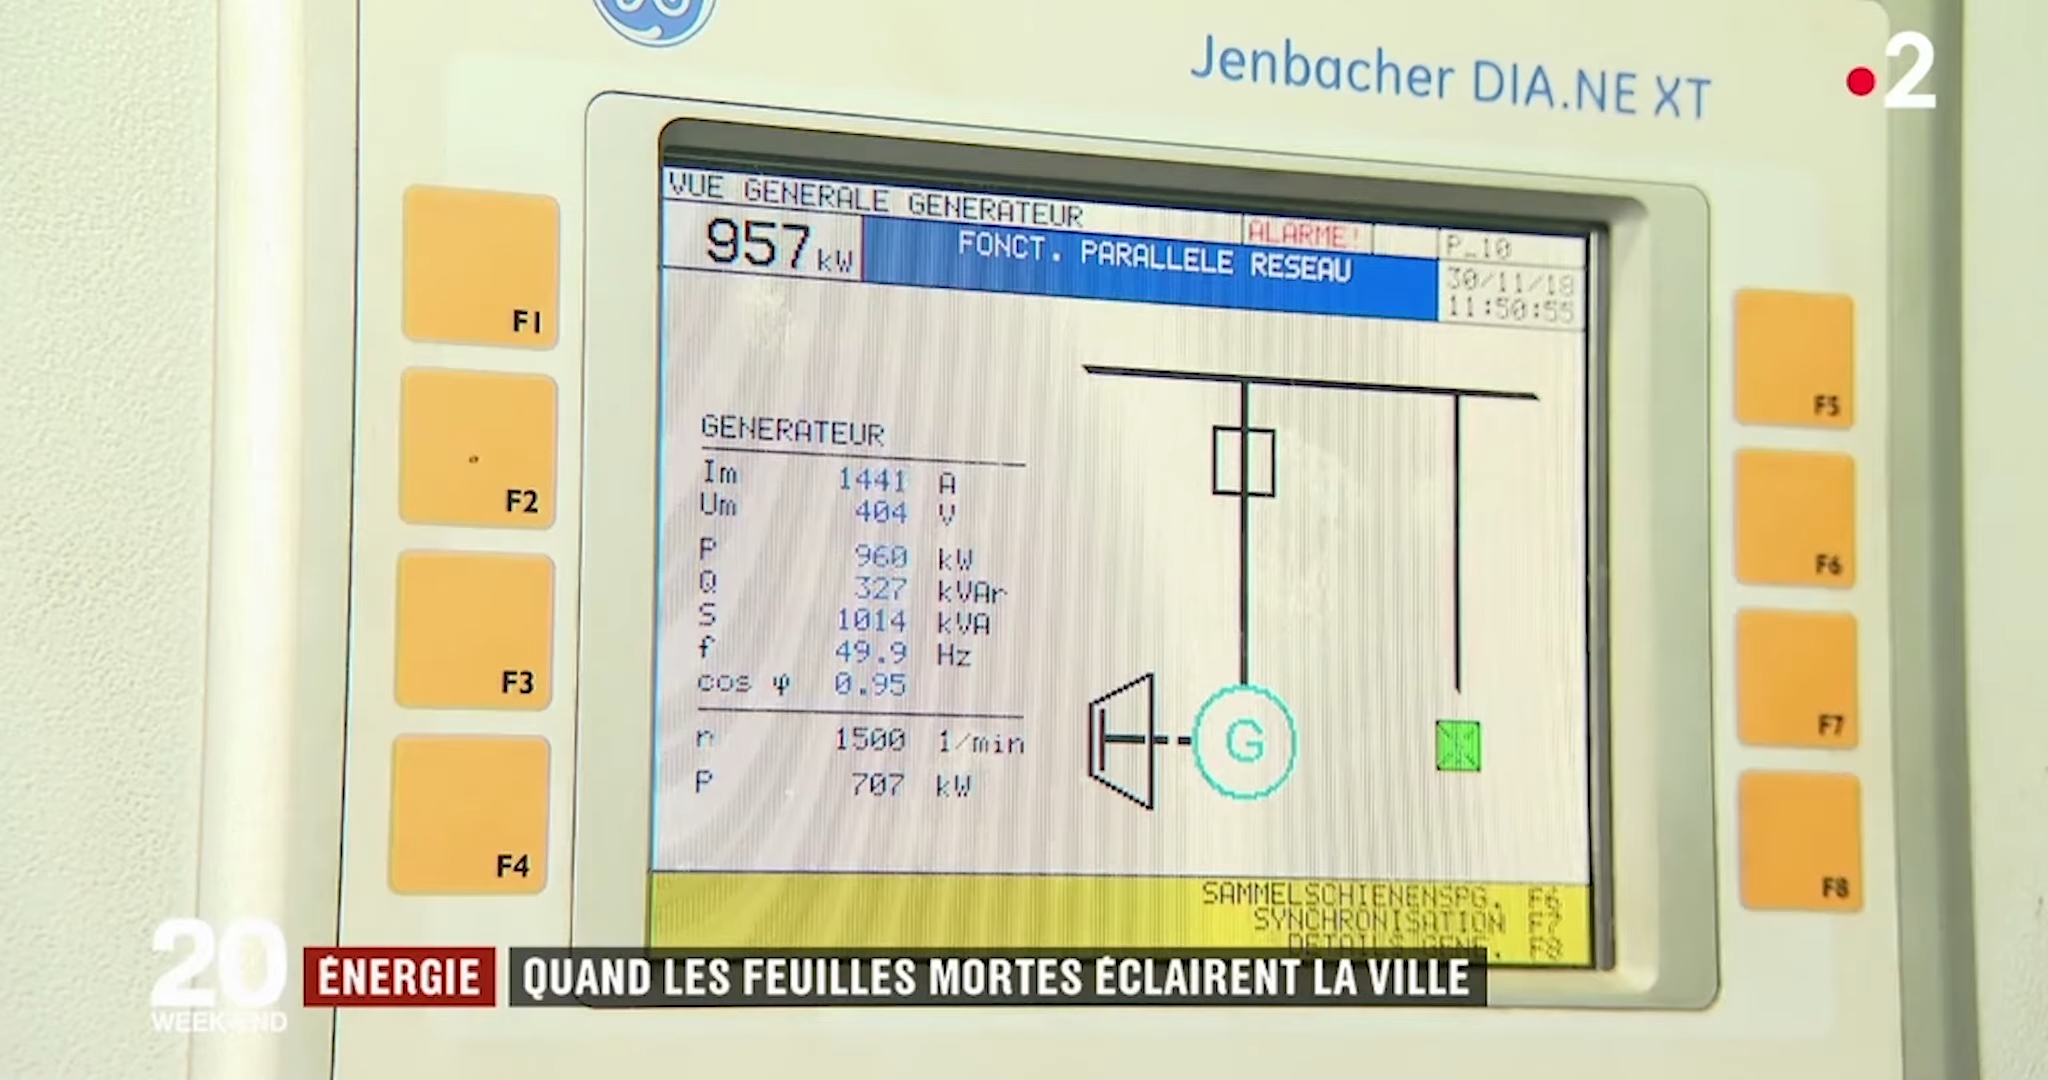 Jenbacher DIA.NE XT
2
VUE GENERALE GENERATEUR
ALARME!
P_10
957 kW
FONCT. PARALLELE RESEAU
30/11/18
11:50:55
F1
F2
F3
F4
F5
F6
F7
F8
GENERATEUR
Im 1441 A
Um 404 V
P 960 kW
Q 327 kVAr
S 1014 kVA
f 49.9 Hz
cos φ 0.95
n 1500 1/min
P 707 kW
G
SAMMELSCHIENENSPG. F6
SYNCHRONISATION F7
DETAILS GENE. F8
20
WEEK-END
ÉNERGIE
QUAND LES FEUILLES MORTES ÉCLAIRENT LA VILLE